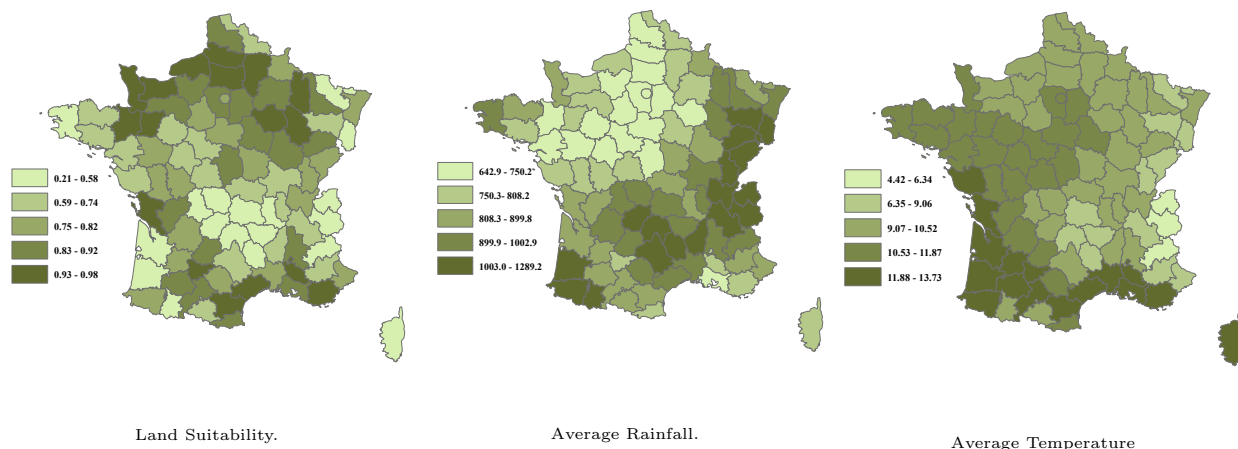 0.21 - 0.58
0.59 - 0.74
0.75 - 0.82
0.83 - 0.92
0.93 - 0.98
Land Suitability.
642.9 - 750.2
750.3- 808.2
808.3 - 899.8
899.9 - 1002.9
1003.0 - 1289.2
Average Rainfall.
4.42 - 6.34
6.35 - 9.06
9.07 - 10.52
10.53 - 11.87
11.88 - 13.73
Average Temperature